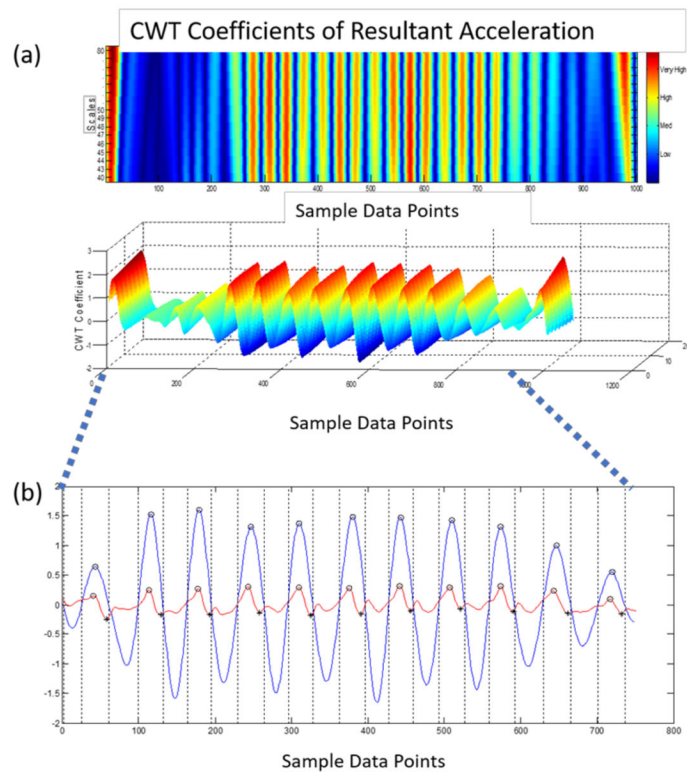 CWT Coefficients of Resultant Acceleration
(a)
80
50
49
45
44
43
42
41
40
Scales
100 200 300 400 500 600 700 800 900 1000
Very High
High
Med
Low
Sample Data Points
3
2
1
0
-1
-2
CWT Coefficient
0 200 400 600 800 1000 1200
0 10 2
Sample Data Points
(b)
2
1.5
1
0.5
0
-0.5
-1
-1.5
-2
0 100 200 300 400 500 600 700 800
Sample Data Points